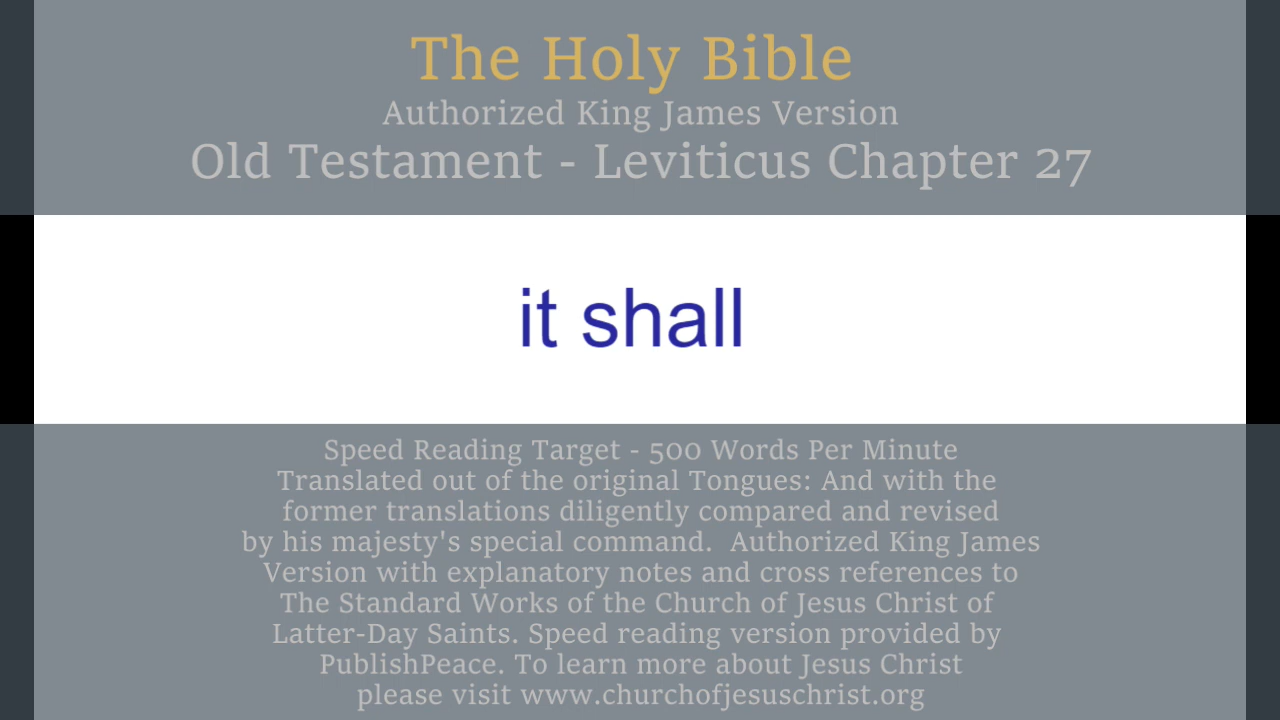 The Holy Bible
Authorized King James Version
Old Testament - Leviticus Chapter 27
it shall
Speed Reading Target - 500 Words Per Minute
Translated out of the original Tongues: And with the
former translations diligently compared and revised
by his majesty's special command.  Authorized King James
Version with explanatory notes and cross references to
The Standard Works of the Church of Jesus Christ of
Latter-Day Saints. Speed reading version provided by
PublishPeace. To learn more about Jesus Christ
please visit www.churchofjesuschrist.org